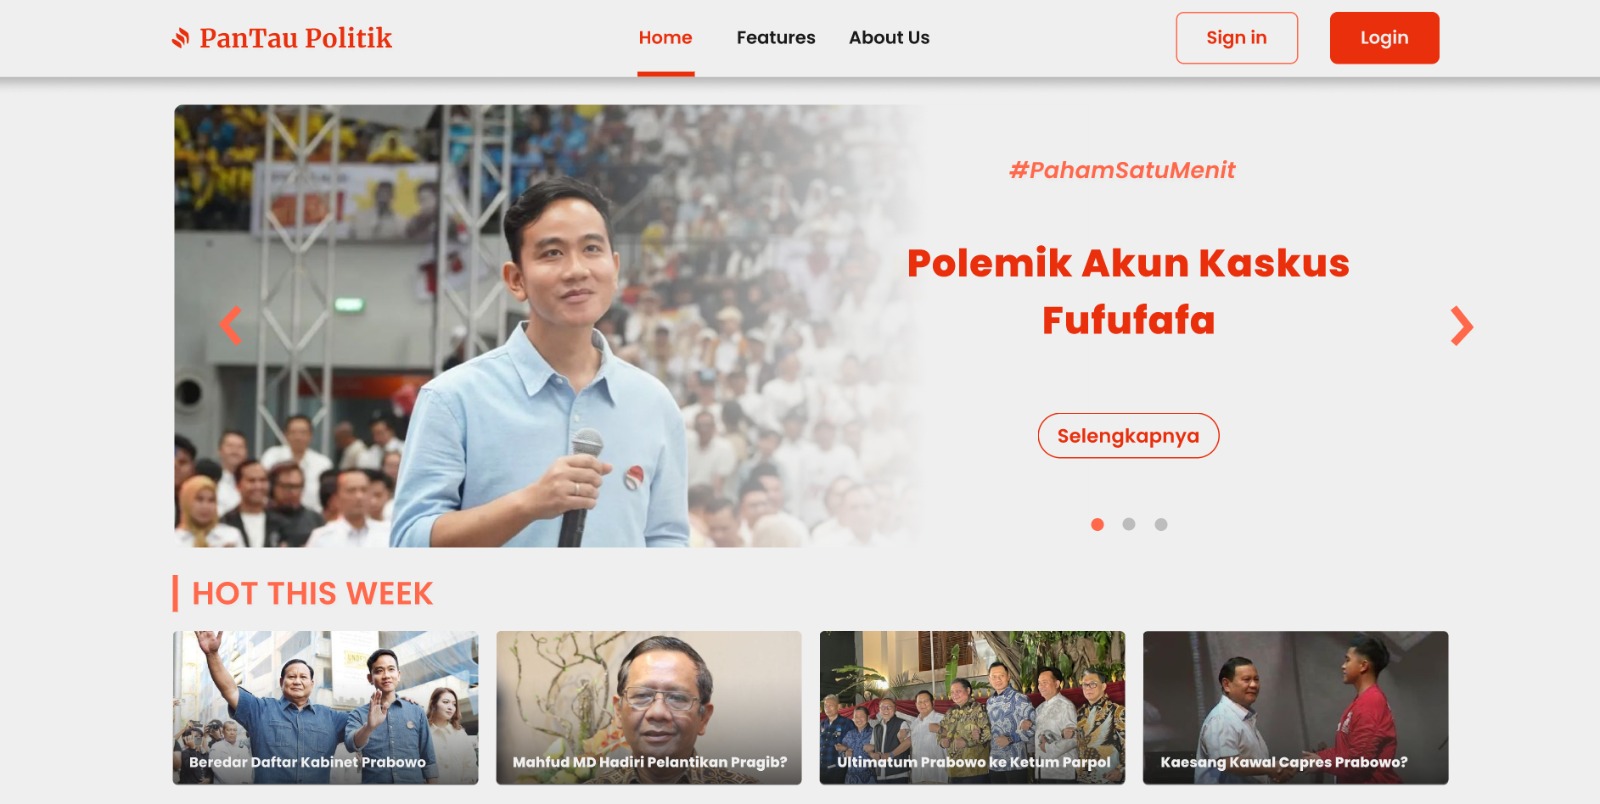 PanTau Politik
Home
Features
About Us
Sign in
Login
#PahamSatuMenit
Polemik Akun Kaskus
Fufufafa
Selengkapnya
HOT THIS WEEK
Beredar Daftar Kabinet Prabowo
Mahfud MD Hadiri Pelantikan Pragib?
Ultimatum Prabowo ke Ketum Parpol
Kaesang Kawal Capres Prabowo?